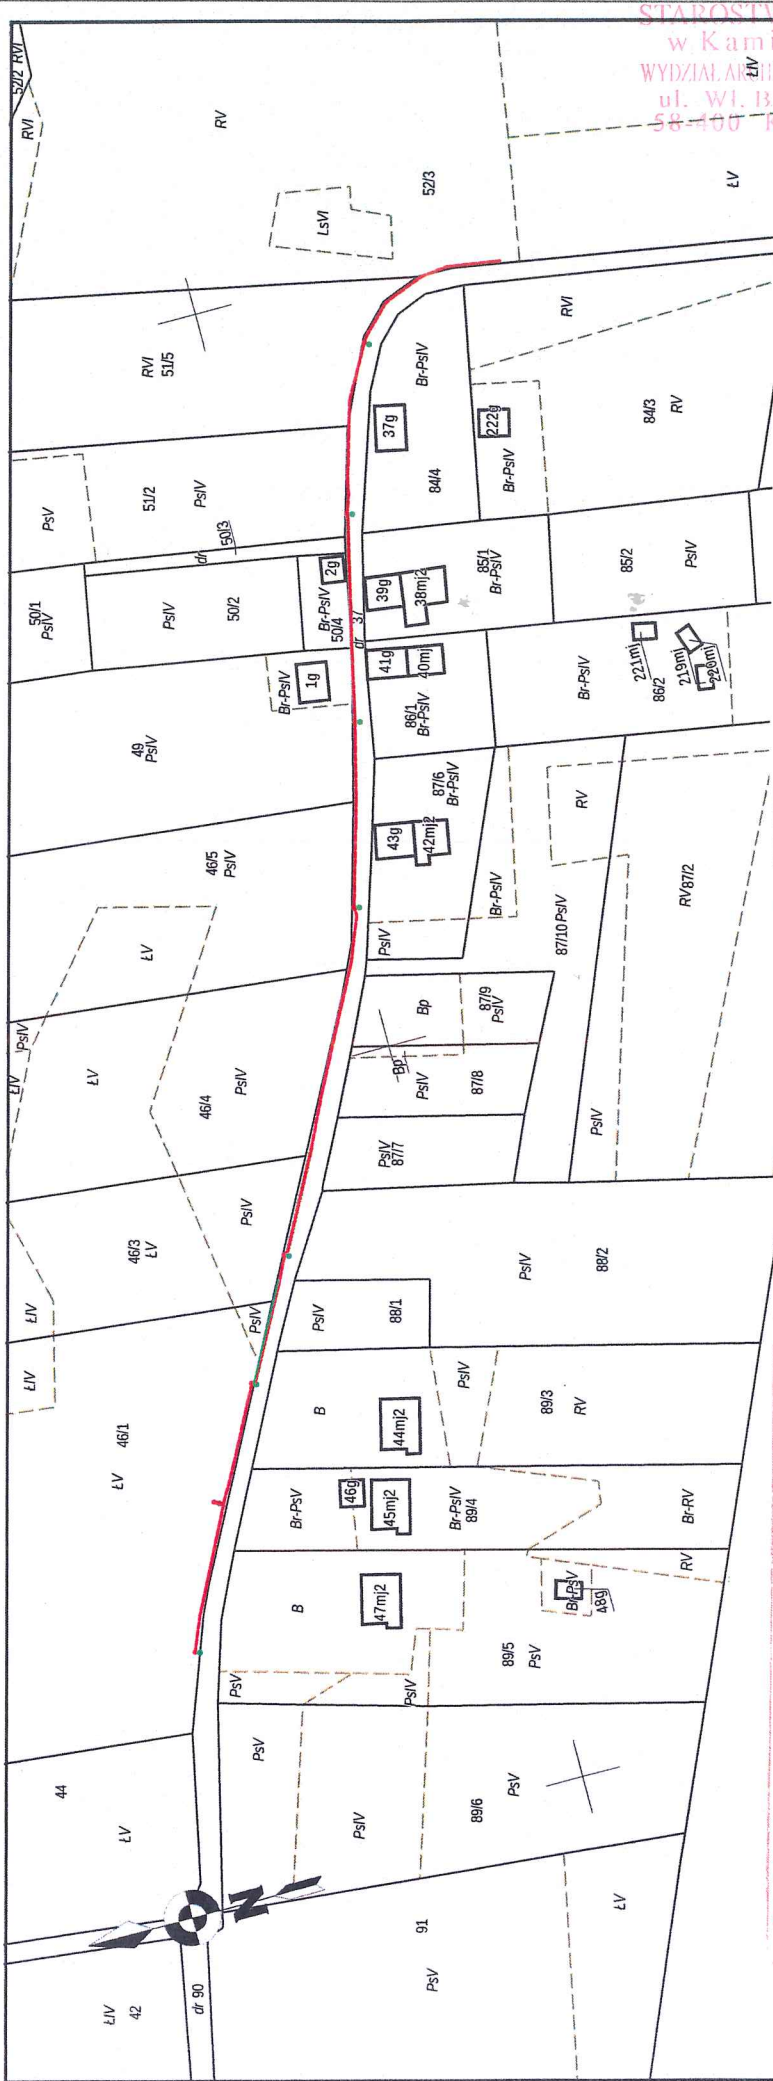 STAROSTW
w Kami
WYDZIAŁ ARCH
ul. Wł. B
58-400 K
52/2 RVI
RVI
RV
LsVI
52/3
ŁIV
ŁV
RVI
51/5
51/2
PsIV
PsV
dr
50/3
50/1
PsIV
PsIV
50/2
Br-PsIV
50/4
2g
dr 37
49
PsIV
Br-PsIV
1g
46/5
PsIV
ŁV
PsIV
ŁIV
ŁV
46/4
PsIV
46/3
ŁV
PsIV
ŁIV
ŁIV
PsIV
46/1
ŁV
44
ŁV
N
ŁIV
42
dr 90
Br-PsIV
37g
84/4
RVI
84/3
RV
222g
Br-PsIV
39g
38mj2
85/1
Br-PsIV
85/2
PsIV
41g
40mj
86/1
Br-PsIV
Br-PsIV
221mj
86/2
219mj
220mj
87/6
Br-PsIV
43g
42mj2
PsIV
Br-PsIV
RV
87/10 PsIV
RV 87/2
PsIV
Bp
87/9
PsIV
Bp
PsIV
87/8
PsIV
87/7
PsIV
88/2
PsIV
88/1
B
44mj2
PsIV
89/3
RV
Br-PsV
46g
45mj2
Br-PsIV
89/4
Br-RV
B
47mj2
Br-PsV
48g
RV
89/5
PsV
PsV
PsIV
PsV
PsIV
89/6
PsV
91
PsV
ŁV